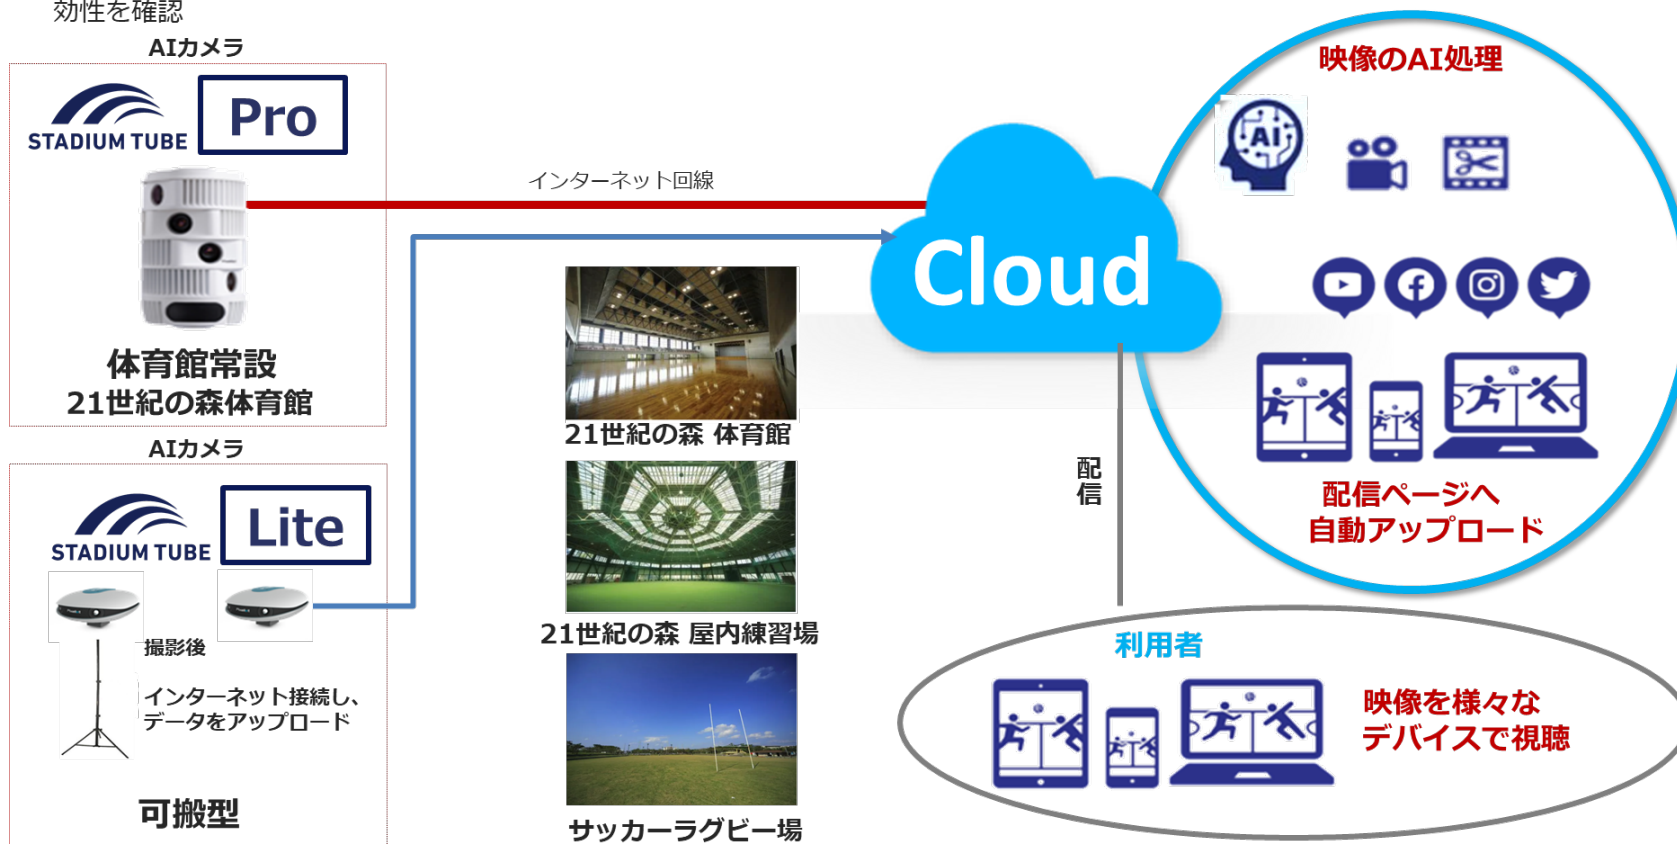 効性を確認
AIカメラ
STADIUM TUBE
Pro
体育館常設
21世紀の森体育館
AIカメラ
STADIUM TUBE
Lite
撮影後
インターネット接続し、
データをアップロード
可搬型
インターネット回線
21世紀の森 体育館
21世紀の森 屋内練習場
サッカーラグビー場
Cloud
配信
映像のAI処理
AI
配信ページへ
自動アップロード
利用者
映像を様々な
デバイスで視聴